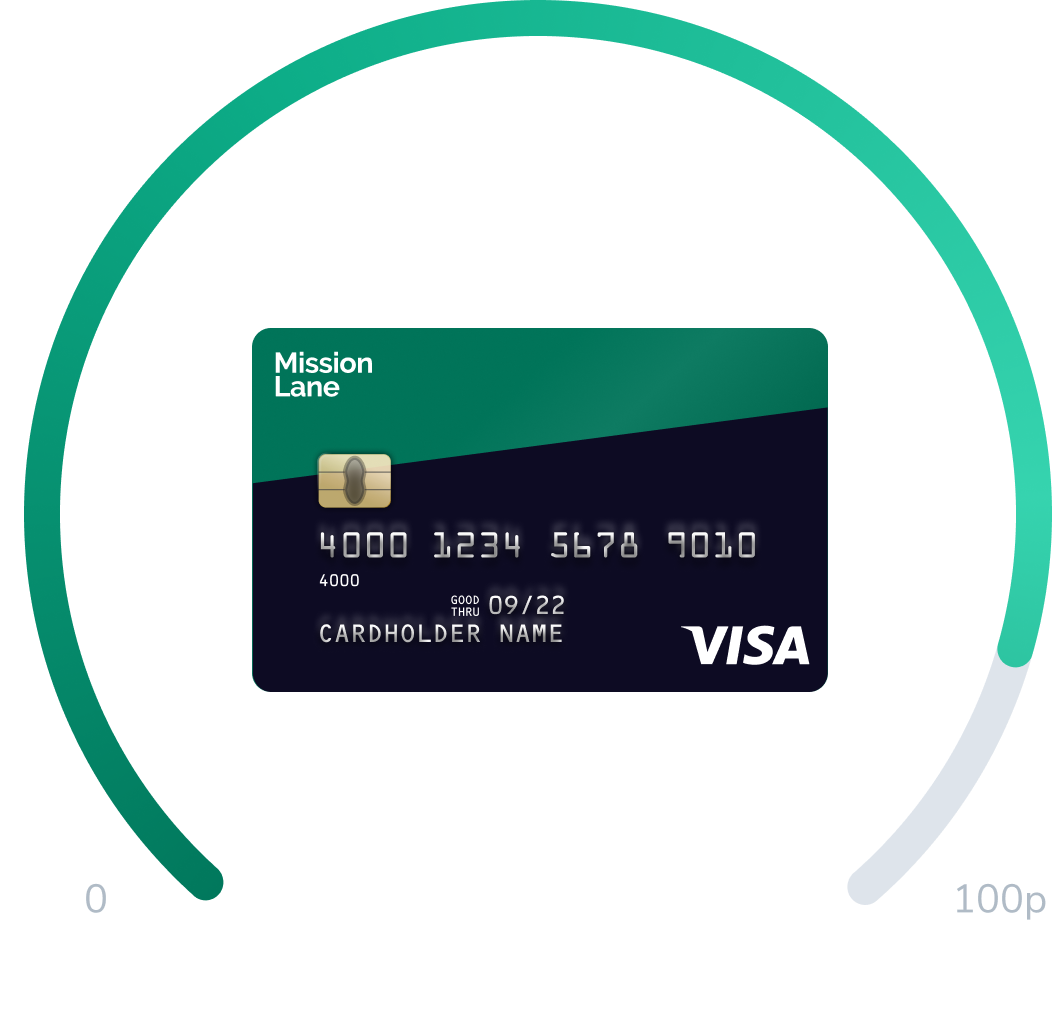 Mission
Lane
4000 1234 5678 9010
4000
GOOD
THRU 09/22
CARDHOLDER NAME
VISA
0
100p